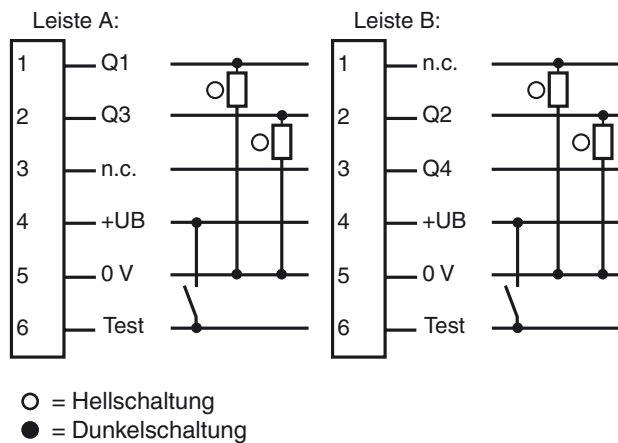 Leiste A:
1 Q1
2 Q3
3 n.c.
4 +UB
5 0 V
6 Test
Leiste B:
1 n.c.
2 Q2
3 Q4
4 +UB
5 0 V
6 Test
= Hellschaltung
= Dunkelschaltung